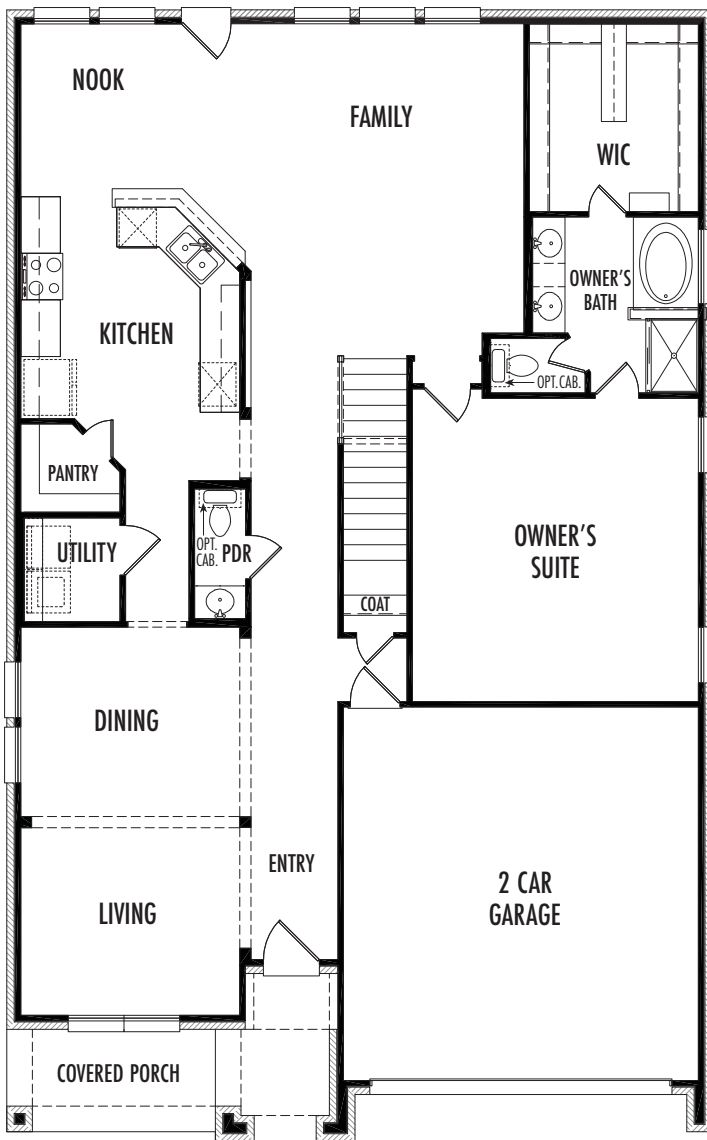 NOOK
FAMILY
WIC
OWNER'S
BATH
KITCHEN
OPT. CAB.
PANTRY
OWNER'S
SUITE
UTILITY
OPT.
CAB.
PDR
COAT
DINING
ENTRY
2 CAR
GARAGE
LIVING
COVERED PORCH